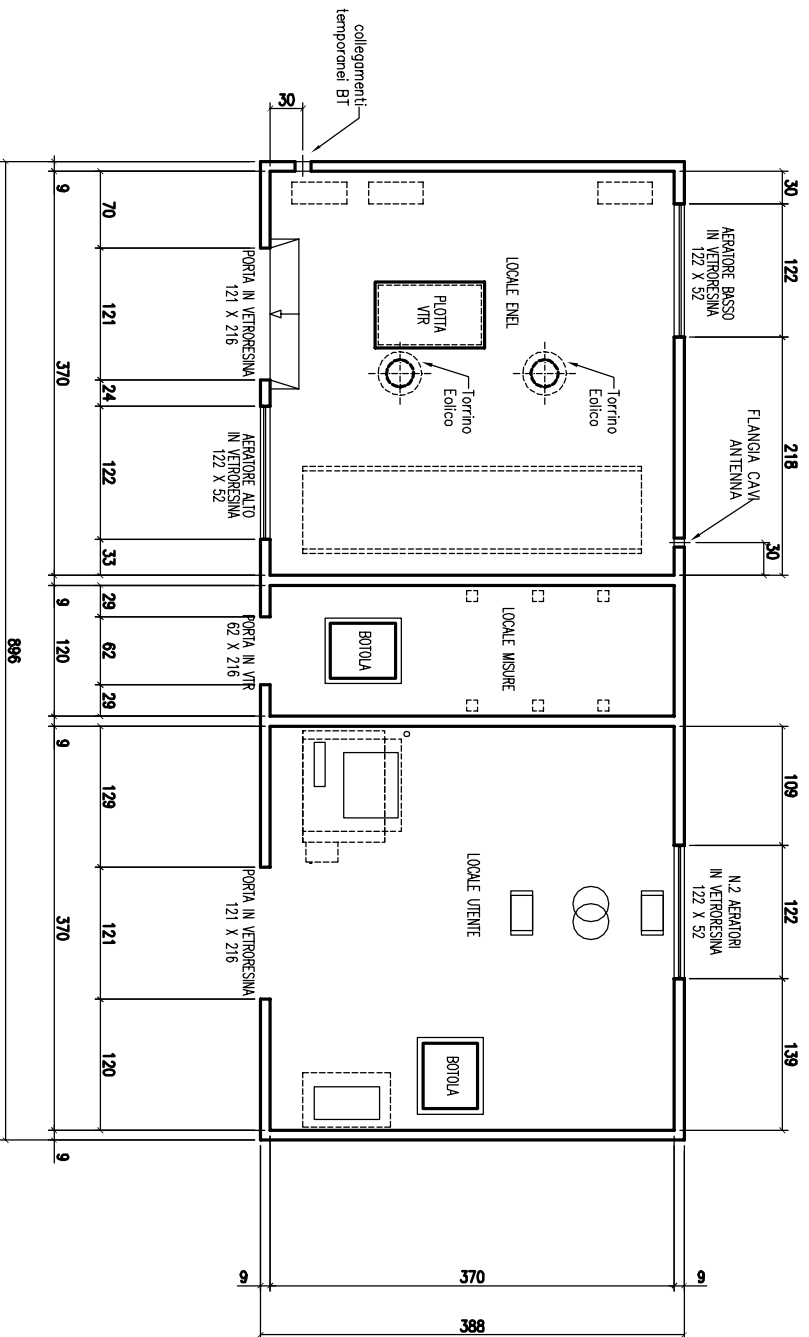 30
122
218
30
109
122
139
AERATORE BASSO
IN VETRORESINA
122 X 52
FLANGIA CAVI
ANTENNA
N.2 AERATORI
IN VETRORESINA
122 X 52
collegamenti
temporanei BT
30
LOCALE ENEL
PLOTTA
VTR
Torrino
Eolico
Torrino
Eolico
LOCALE MISURE
BOTOLA
LOCALE UTENTE
BOTOLA
PORTA IN VETRORESINA
121 X 216
AERATORE ALTO
IN VETRORESINA
122 X 52
PORTA IN VTR
62 X 216
PORTA IN VETRORESINA
121 X 216
70
121
24
122
33
29
62
29
129
121
120
9
370
9
120
9
370
9
896
9
370
9
388